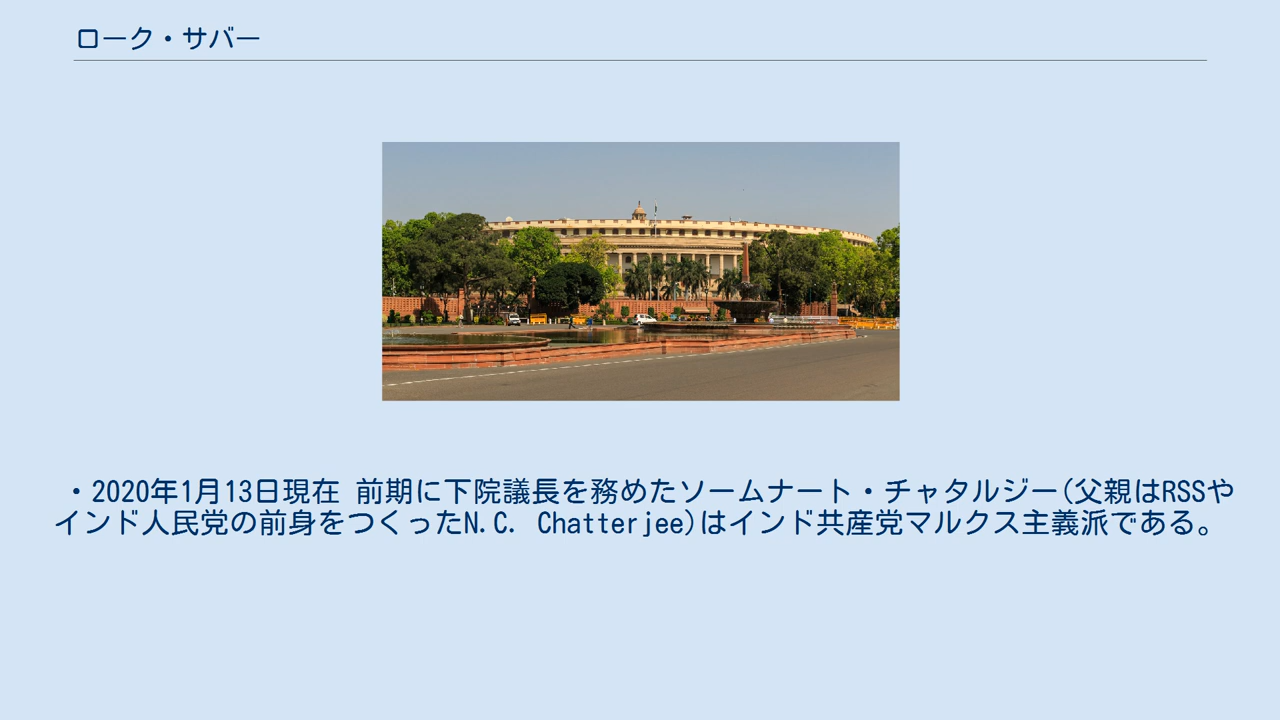 ローク・サバー
・2020年1月13日現在 前期に下院議長を務めたソームナート・チャタルジー(父親はRSSや
インド人民党の前身をつくったN.C. Chatterjee)はインド共産党マルクス主義派である。